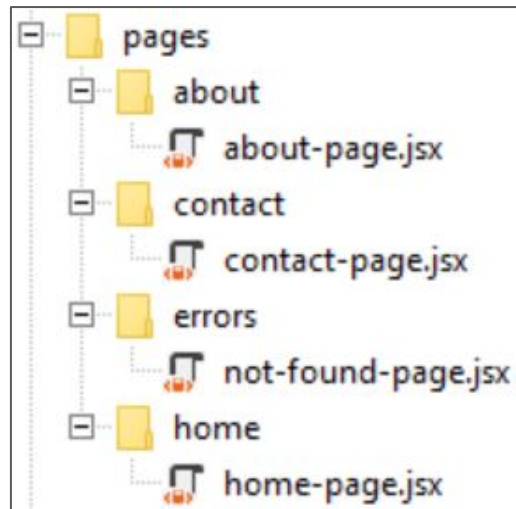 pages
about
about-page.jsx
contact
contact-page.jsx
errors
not-found-page.jsx
home
home-page.jsx